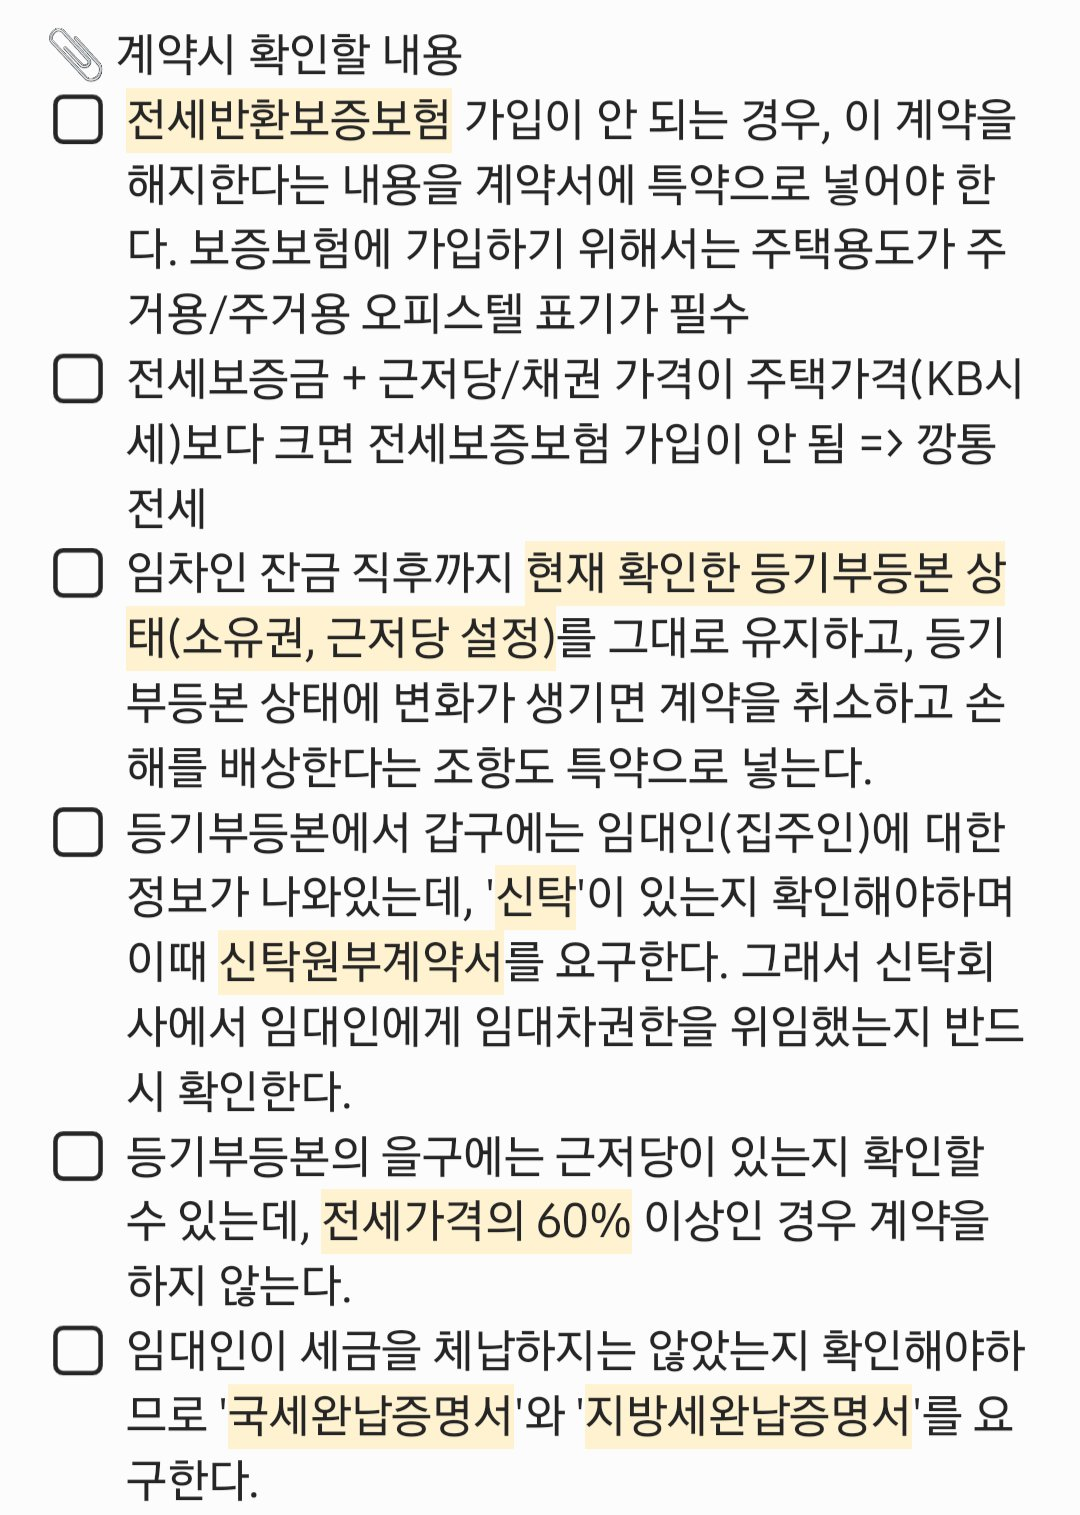 계약시 확인할 내용
전세반환보증보험 가입이 안 되는 경우, 이 계약을
해지한다는 내용을 계약서에 특약으로 넣어야 한
다. 보증보험에 가입하기 위해서는 주택용도가 주
거용/주거용 오피스텔 표기가 필수
전세보증금 + 근저당/채권 가격이 주택가격(KB시
세)보다 크면 전세보증보험 가입이 안 됨 => 깡통
전세
임차인 잔금 직후까지 현재 확인한 등기부등본 상
태(소유권, 근저당 설정)를 그대로 유지하고, 등기
부등본 상태에 변화가 생기면 계약을 취소하고 손
해를 배상한다는 조항도 특약으로 넣는다.
등기부등본에서 갑구에는 임대인(집주인)에 대한
정보가 나와있는데, '신탁'이 있는지 확인해야하며
이때 신탁원부계약서를 요구한다. 그래서 신탁회
사에서 임대인에게 임대차권한을 위임했는지 반드
시 확인한다.
등기부등본의 을구에는 근저당이 있는지 확인할
수 있는데, 전세가격의 60% 이상인 경우 계약을
하지 않는다.
임대인이 세금을 체납하지는 않았는지 확인해야하
므로 '국세완납증명서'와 '지방세완납증명서'를 요
구한다.